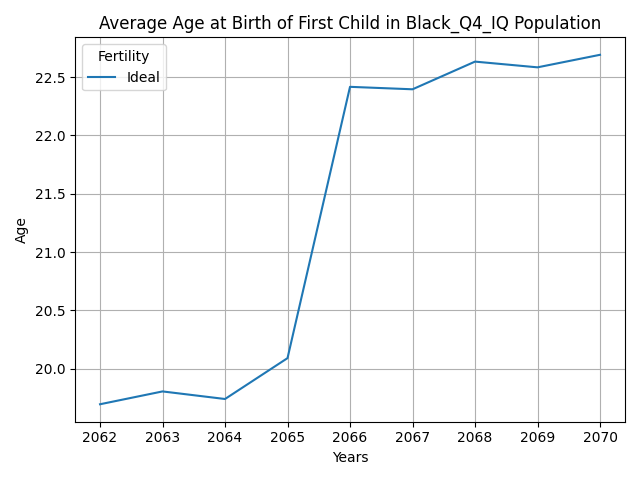 Average Age at Birth of First Child in Black_Q4_IQ Population
Fertility
Ideal
22.5
22.0
21.5
21.0
20.5
20.0
Age
2062 2063 2064 2065 2066 2067 2068 2069 2070
Years